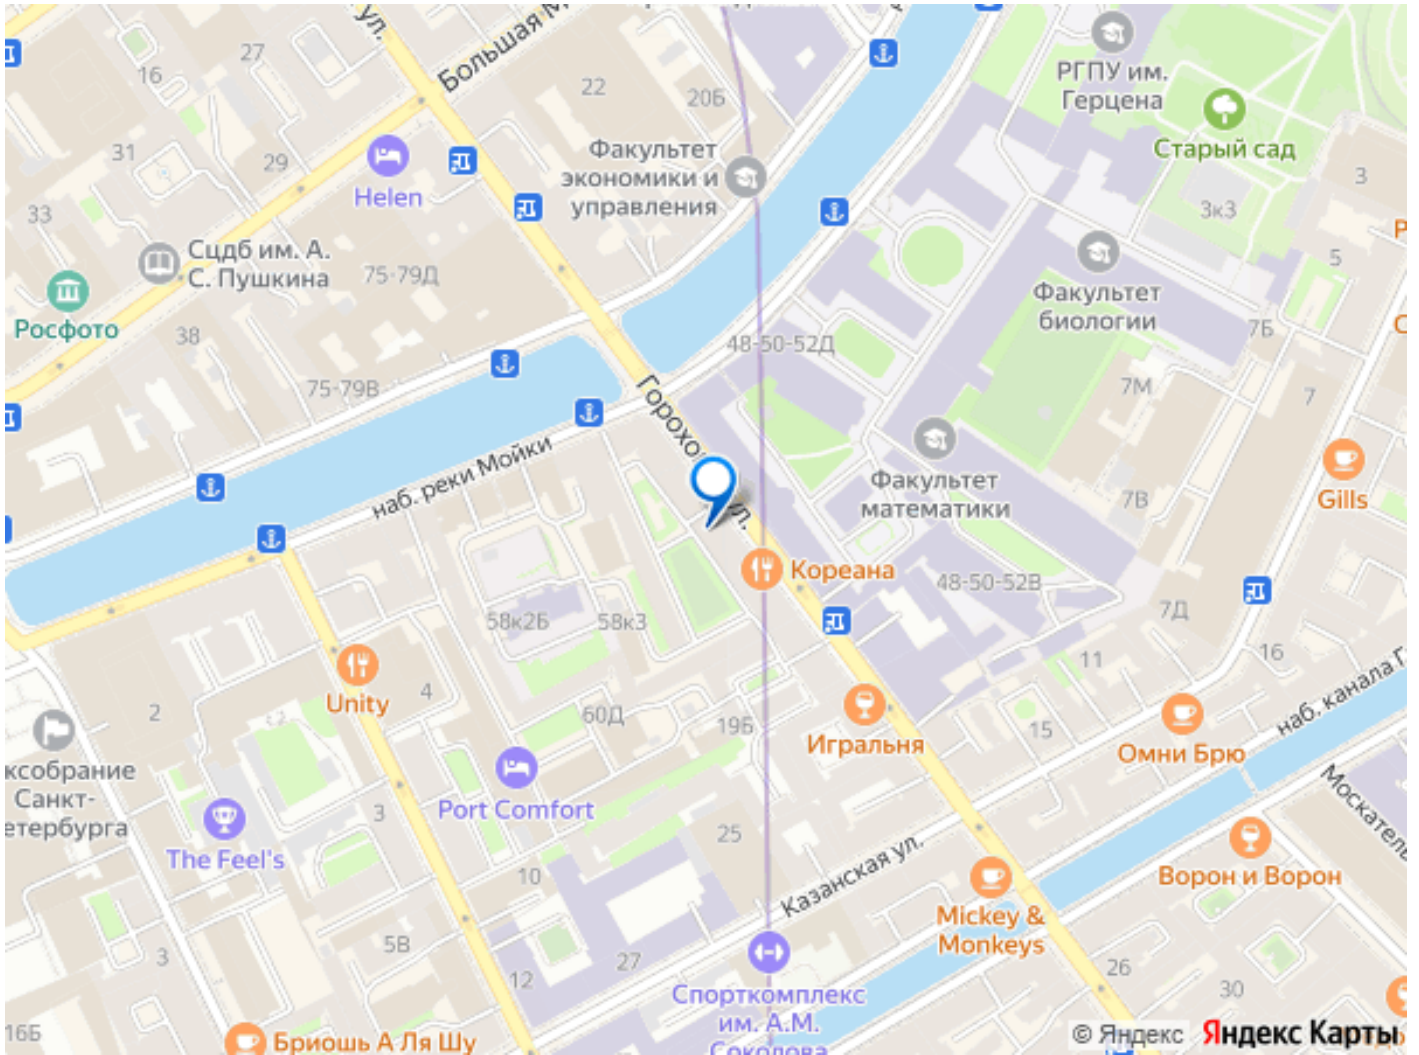 ул.
Большая М
РГПУ им.
Герцена
Старый сад
27
16
22
20Б
31
29
Helen
Факультет
экономики и
управления
3
3к3
33
Сцдб им. А.
С. Пушкина
75-79Д
Росфото
38
5
Факультет
биологии
7Б
48-50-52Д
75-79В
7М
7
Горохо
ул.
наб. реки Мойки
Факультет
математики
7В
Gills
Кореана
48-50-52В
7Д
58к2Б
58к3
11
16
Unity
4
2
60Д
19Б
Игральня
15
Омни Брю
наб. канала Г
ксобрание
Санкт-
етербурга
Port Comfort
3
The Feel's
25
Москатель
10
Казанская ул.
Ворон и Ворон
Mickey &
Monkeys
5В
3
27
12
26
30
Спорткомплекс
им. А.М.
Соколова
16Б
Бриошь А Ля Шу
© Яндекс
Яндекс Карты